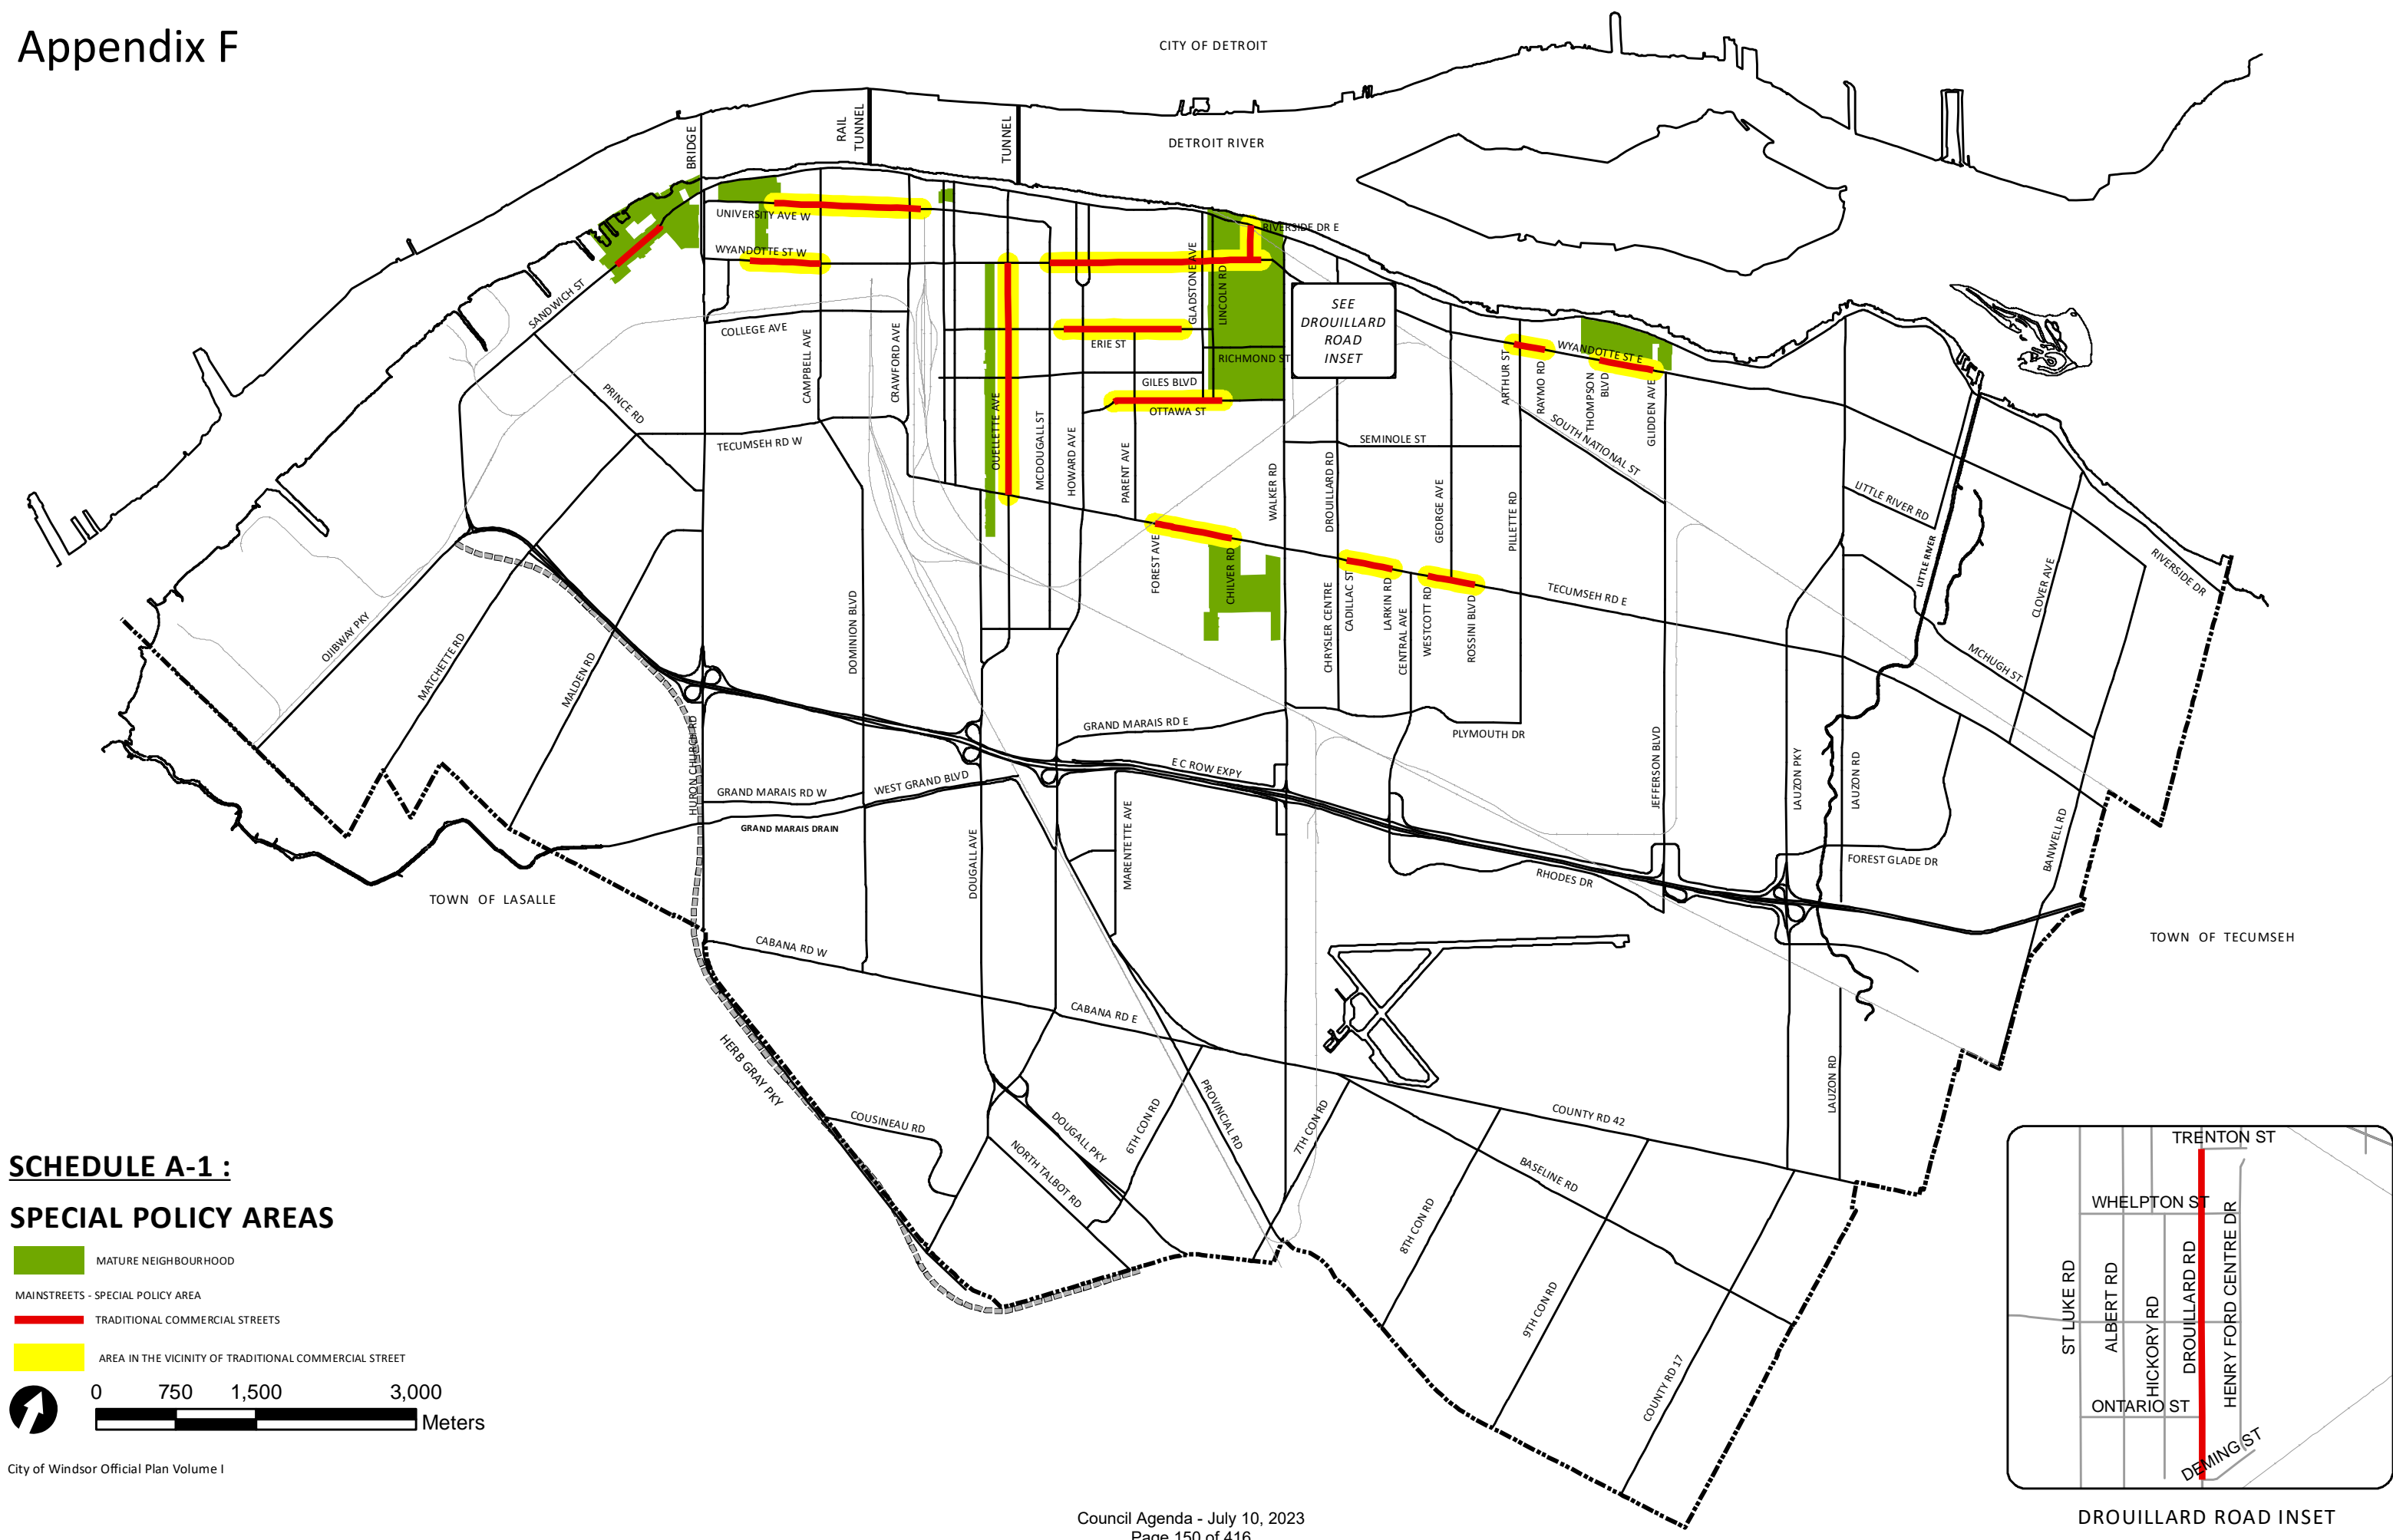 Appendix F
CITY OF DETROIT
DETROIT RIVER
BRIDGE
RAIL
TUNNEL
TUNNEL
UNIVERSITY AVE W
WYANDOTTE ST W
SANDWICH ST
COLLEGE AVE
CAMPBELL AVE
CRAWFORD AVE
PRINCE RD
TECUMSEH RD W
OUELLETTE AVE
MCDOUGALL ST
HOWARD AVE
PARENT AVE
ERIE ST
GILES BLVD
OTTAWA ST
GLADSTONE AVE
LINCOLN RD
RICHMOND ST
RIVERSIDE DR E
SEE
DROUILLARD
ROAD
INSET
ARTHUR ST
RAYMO RD
WYANDOTTE ST E
THOMPSON
BLVD
GLIDDEN AVE
SOUTH NATIONAL ST
SEMINOLE ST
WALKER RD
DROUILLARD RD
GEORGE AVE
PILLETTE RD
LITTLE RIVER RD
LITTLE RIVER
CLOVER AVE
RIVERSIDE DR
MCHUGH ST
FOREST AVE
CHILVER RD
CHRYSLER CENTRE
CADILLAC ST
LARKIN RD
CENTRAL AVE
WESTCOTT RD
ROSSINI BLVD
TECUMSEH RD E
OJIBWAY PKY
MATCHETTE RD
MALDEN RD
DOMINION BLVD
HURON CHURCH RD
GRAND MARAIS RD E
PLYMOUTH DR
E C ROW EXPY
WEST GRAND BLVD
GRAND MARAIS RD W
GRAND MARAIS DRAIN
JEFFERSON BLVD
LAUZON PKY
LAUZON RD
BANWELL RD
FOREST GLADE DR
RHODES DR
DOUGALL AVE
MARENTETTE AVE
TOWN OF LASALLE
TOWN OF TECUMSEH
CABANA RD W
CABANA RD E
HERB GRAY PKY
COUSINEAU RD
DOUGALL PKY
NORTH TALBOT RD
6TH CON RD
PROVINCIAL RD
7TH CON RD
COUNTY RD 42
BASELINE RD
LAUZON RD
8TH CON RD
9TH CON RD
COUNTY RD 17
SCHEDULE A-1 :
SPECIAL POLICY AREAS
MATURE NEIGHBOURHOOD
MAINSTREETS - SPECIAL POLICY AREA
TRADITIONAL COMMERCIAL STREETS
AREA IN THE VICINITY OF TRADITIONAL COMMERCIAL STREET
0 750 1,500 3,000
Meters
City of Windsor Official Plan Volume I
TRENTON ST
WHELPTON ST
ST LUKE RD
ALBERT RD
HICKORY RD
DROUILLARD RD
HENRY FORD CENTRE DR
ONTARIO ST
DEMING ST
DROUILLARD ROAD INSET
Council Agenda - July 10, 2023
Page 150 of 416